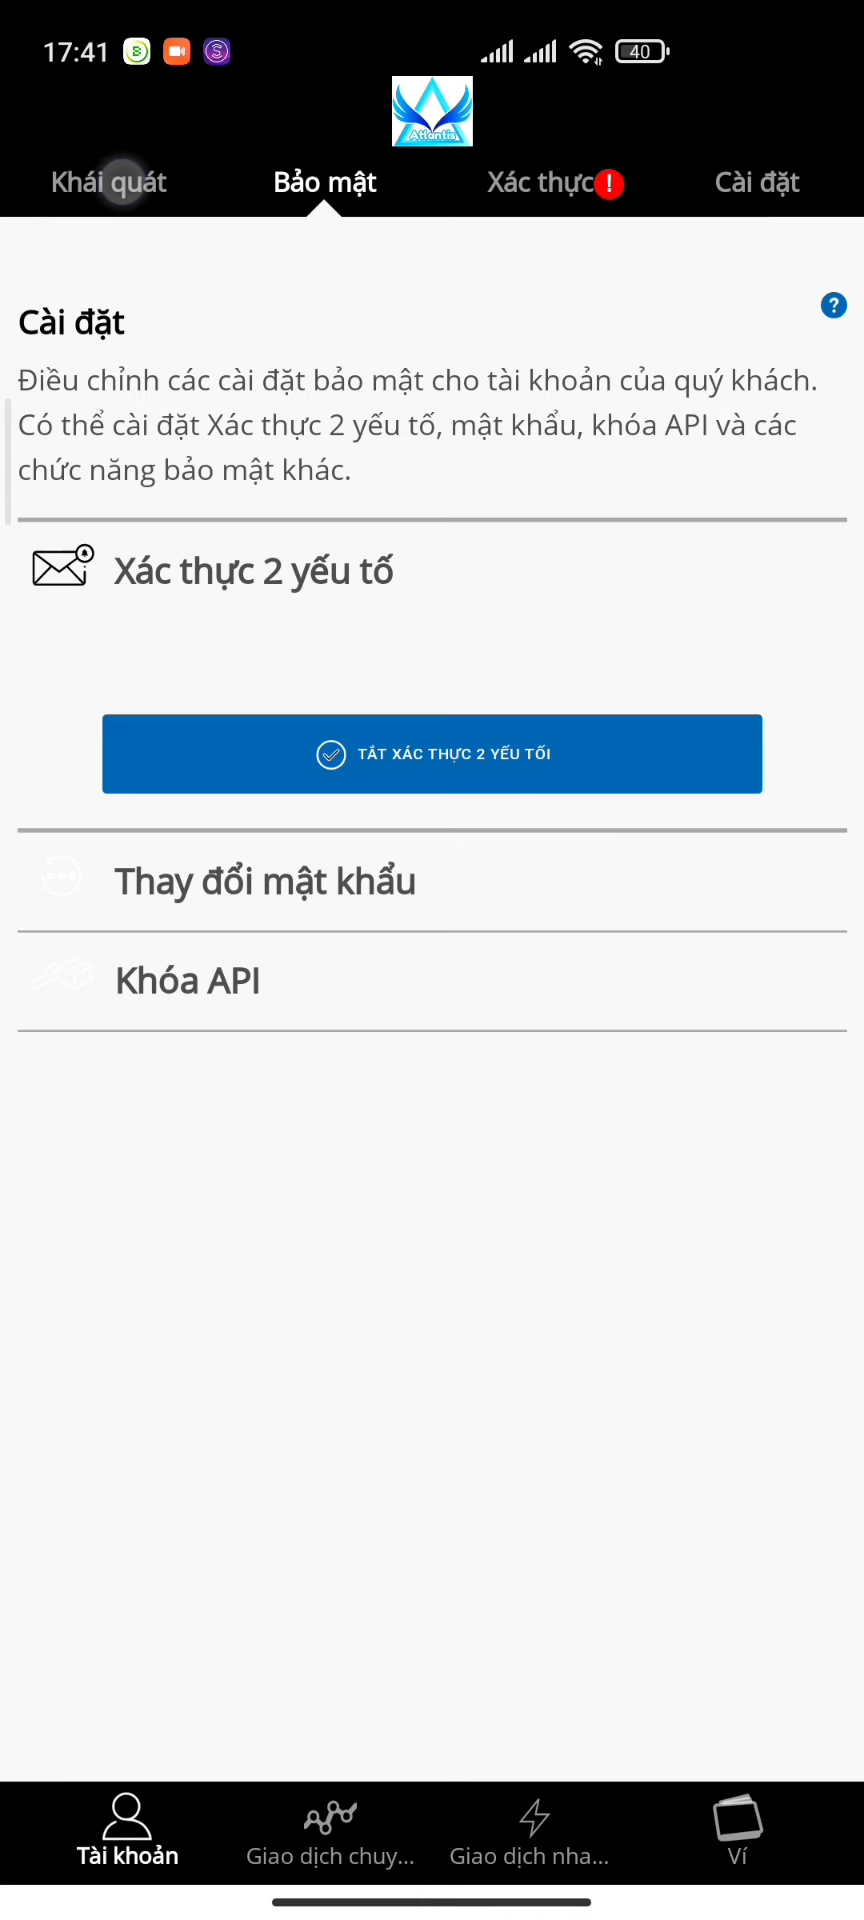 17:41
40
Atlantis
Khái quát
Bảo mật
Xác thực!
Cài đặt
Cài đặt
?
Điều chỉnh các cài đặt bảo mật cho tài khoản của quý khách.
Có thể cài đặt Xác thực 2 yếu tố, mật khẩu, khóa API và các
chức năng bảo mật khác.
Xác thực 2 yếu tố
TẮT XÁC THỰC 2 YẾU TỐI
Thay đổi mật khẩu
Khóa API
Tài khoản
Giao dịch chuy...
Giao dịch nha...
Ví